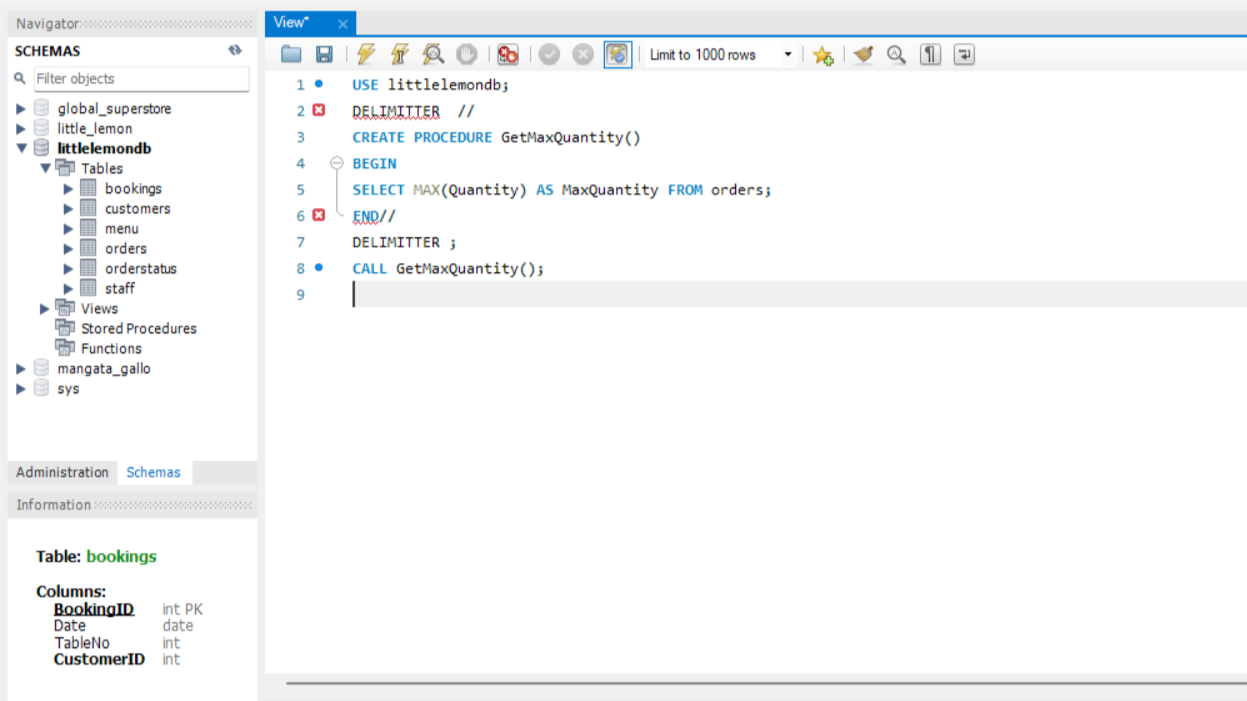 Navigator
SCHEMAS
Filter objects
global_superstore
little_lemon
littlelemondb
Tables
bookings
customers
menu
orders
orderstatus
staff
Views
Stored Procedures
Functions
mangata_gallo
sys
Administration Schemas
Information
Table: bookings
Columns:
BookingID int PK
Date date
TableNo int
CustomerID int
View*
Limit to 1000 rows
1 USE littlelemondb;
2 DELIMITTER //
3 CREATE PROCEDURE GetMaxQuantity()
4 BEGIN
5 SELECT MAX(Quantity) AS MaxQuantity FROM orders;
6 END//
7 DELIMITTER ;
8 CALL GetMaxQuantity();
9